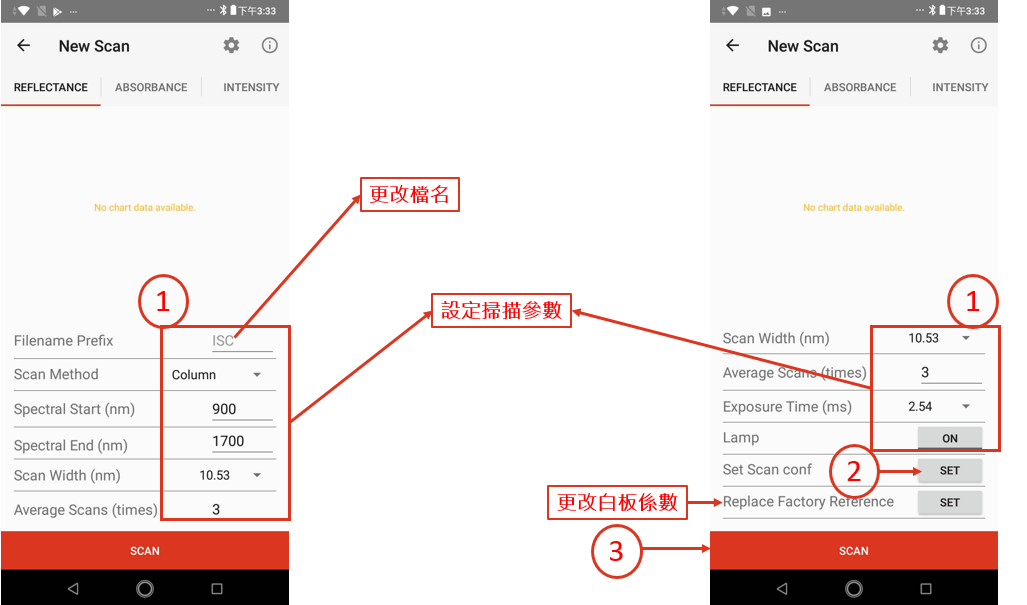 下午3:33
New Scan
REFLECTANCE ABSORBANCE INTENSITY
No chart data available.
更改檔名
1
設定掃描參數
Filename Prefix ISC
Scan Method Column
Spectral Start (nm) 900
Spectral End (nm) 1700
Scan Width (nm) 10.53
Average Scans (times) 3
SCAN
下午3:33
New Scan
REFLECTANCE ABSORBANCE INTENSITY
No chart data available.
1
Scan Width (nm) 10.53
Average Scans (times) 3
Exposure Time (ms) 2.54
Lamp ON
Set Scan conf 2 SET
更改白板係數
Replace Factory Reference SET
3
SCAN